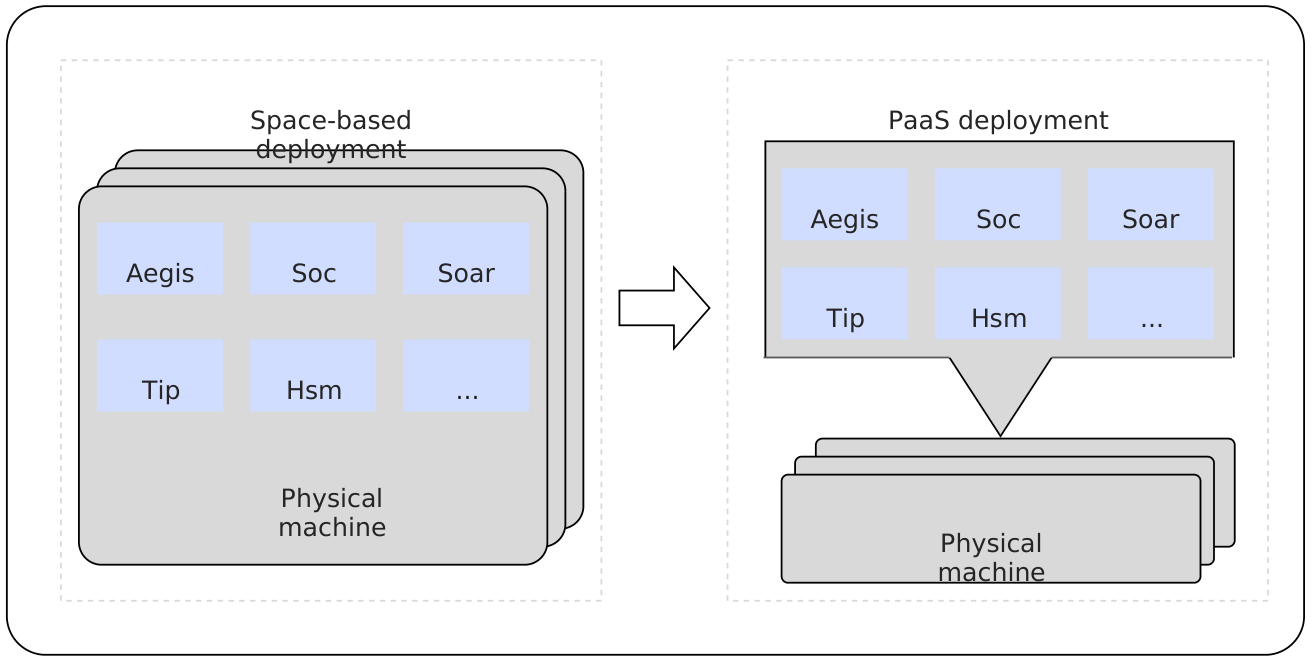 Space-based
deployment
Aegis
Soc
Soar
Tip
Hsm
...
Physical
machine
PaaS deployment
Aegis
Soc
Soar
Tip
Hsm
...
Physical
machine